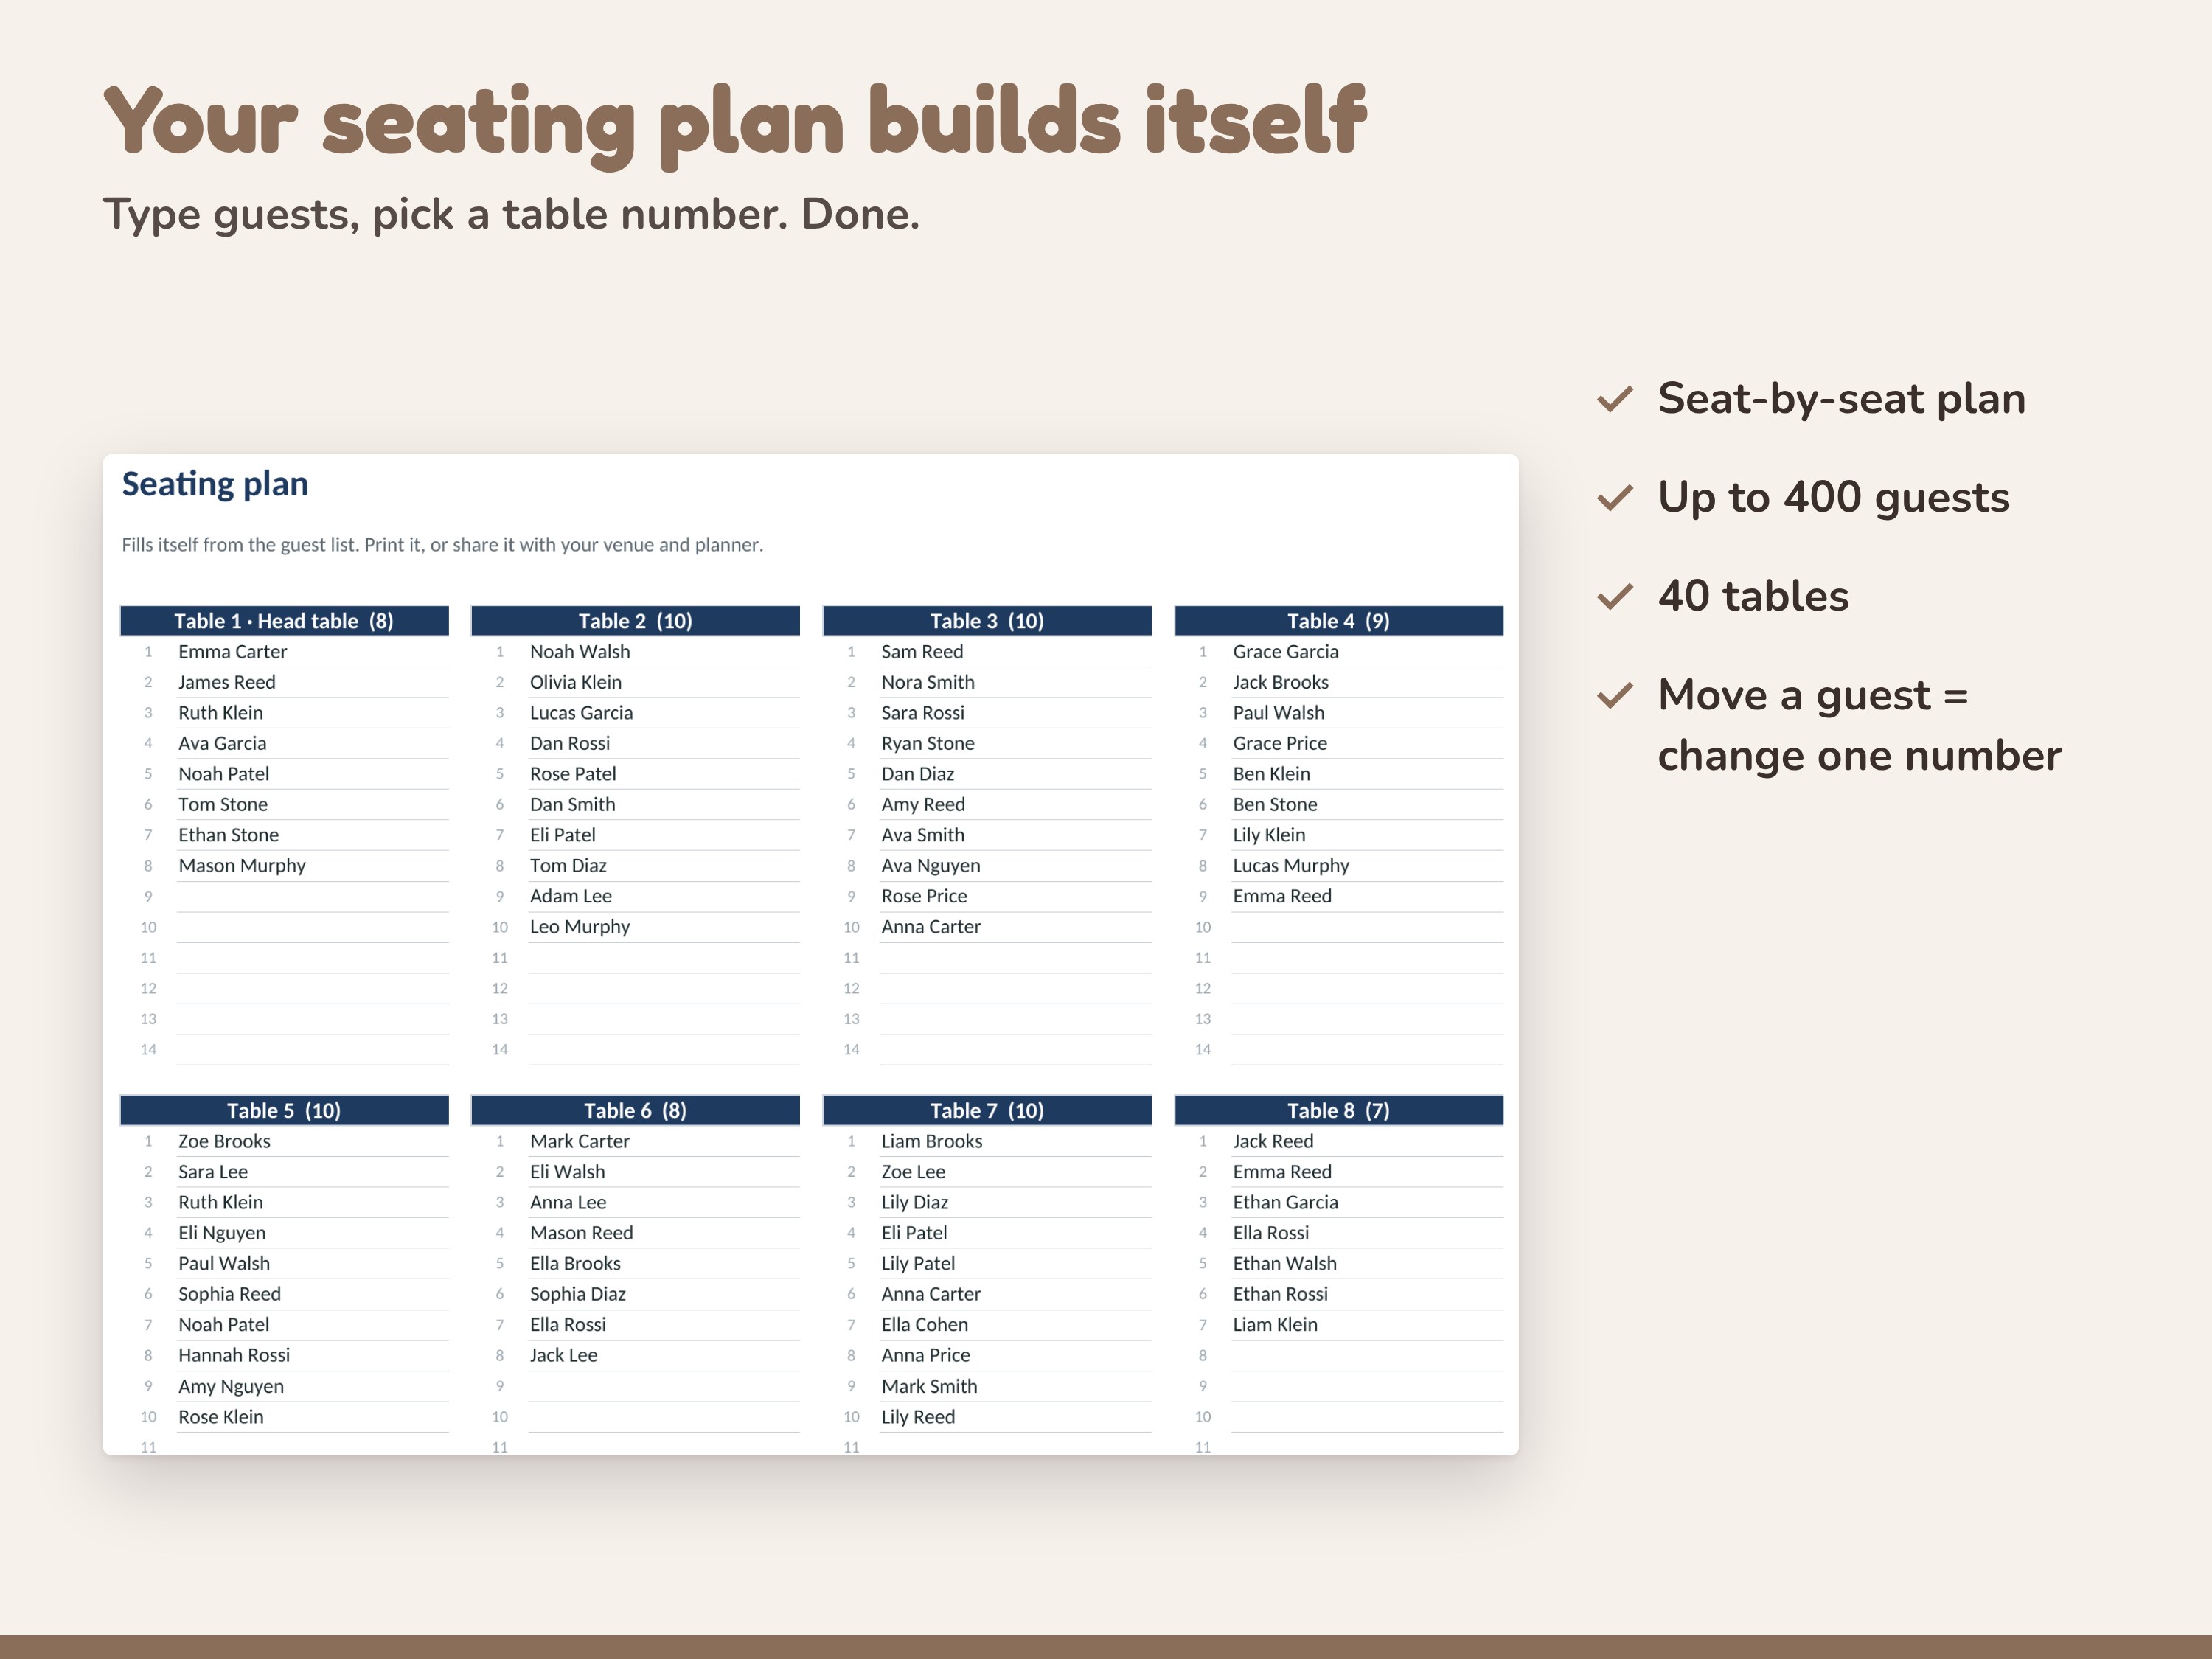 Your seating plan builds itself
Type guests, pick a table number. Done.
Seating plan
Fills itself from the guest list. Print it, or share it with your venue and planner.
Table 1 · Head table (8)
1 Emma Carter
2 James Reed
3 Ruth Klein
4 Ava Garcia
5 Noah Patel
6 Tom Stone
7 Ethan Stone
8 Mason Murphy
9
10
11
12
13
14
Table 2 (10)
1 Noah Walsh
2 Olivia Klein
3 Lucas Garcia
4 Dan Rossi
5 Rose Patel
6 Dan Smith
7 Eli Patel
8 Tom Diaz
9 Adam Lee
10 Leo Murphy
11
12
13
14
Table 3 (10)
1 Sam Reed
2 Nora Smith
3 Sara Rossi
4 Ryan Stone
5 Dan Diaz
6 Amy Reed
7 Ava Smith
8 Ava Nguyen
9 Rose Price
10 Anna Carter
11
12
13
14
Table 4 (9)
1 Grace Garcia
2 Jack Brooks
3 Paul Walsh
4 Grace Price
5 Ben Klein
6 Ben Stone
7 Lily Klein
8 Lucas Murphy
9 Emma Reed
10
11
12
13
14
Table 5 (10)
1 Zoe Brooks
2 Sara Lee
3 Ruth Klein
4 Eli Nguyen
5 Paul Walsh
6 Sophia Reed
7 Noah Patel
8 Hannah Rossi
9 Amy Nguyen
10 Rose Klein
11
Table 6 (8)
1 Mark Carter
2 Eli Walsh
3 Anna Lee
4 Mason Reed
5 Ella Brooks
6 Sophia Diaz
7 Ella Rossi
8 Jack Lee
9
10
11
Table 7 (10)
1 Liam Brooks
2 Zoe Lee
3 Lily Diaz
4 Eli Patel
5 Lily Patel
6 Anna Carter
7 Ella Cohen
8 Anna Price
9 Mark Smith
10 Lily Reed
11
Table 8 (7)
1 Jack Reed
2 Emma Reed
3 Ethan Garcia
4 Ella Rossi
5 Ethan Walsh
6 Ethan Rossi
7 Liam Klein
8
9
10
11
Seat-by-seat plan
Up to 400 guests
40 tables
Move a guest =
change one number